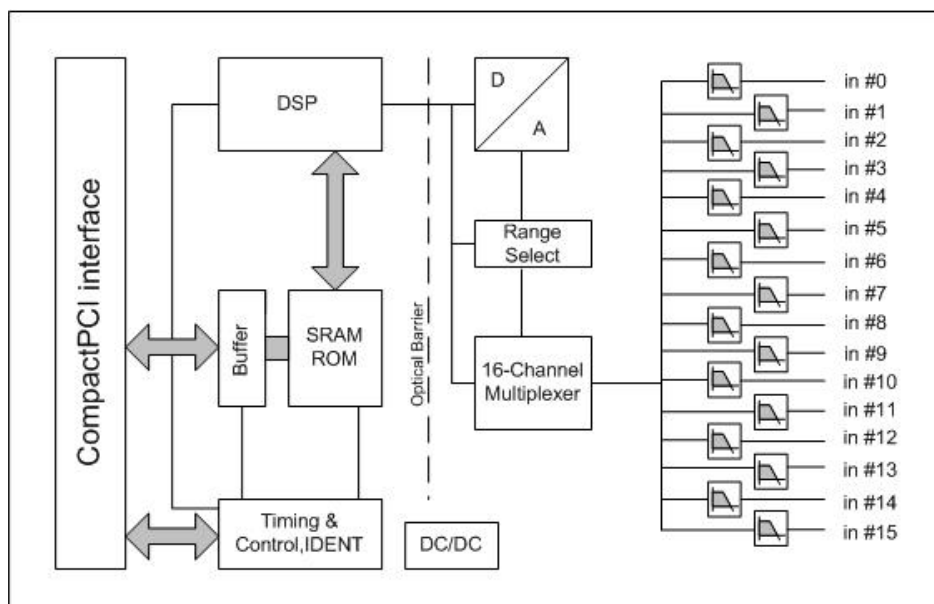 CompactPCI interface
DSP
Buffer
SRAM
ROM
Timing &
Control,IDENT
Optical Barrier
DC/DC
D
A
Range
Select
16-Channel
Multiplexer
in #0
in #1
in #2
in #3
in #4
in #5
in #6
in #7
in #8
in #9
in #10
in #11
in #12
in #13
in #14
in #15